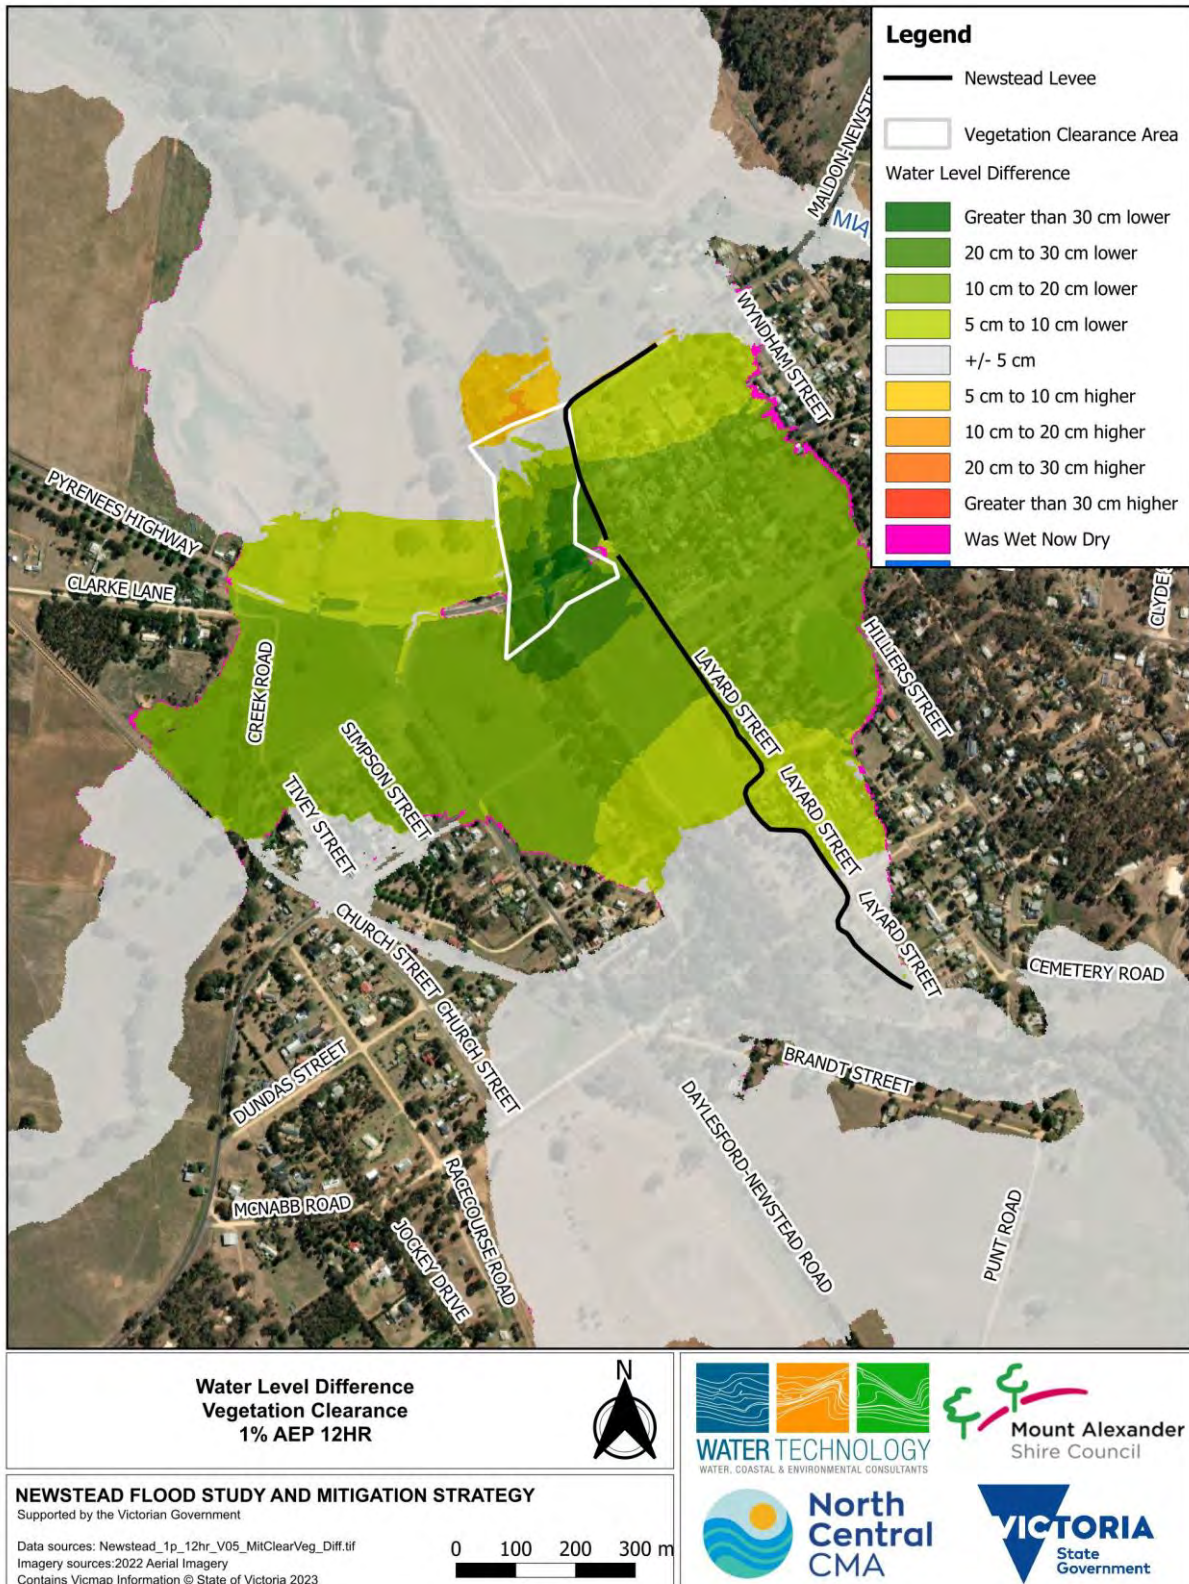 Legend
Newstead Levee
Vegetation Clearance Area
Water Level Difference
Greater than 30 cm lower
20 cm to 30 cm lower
10 cm to 20 cm lower
5 cm to 10 cm lower
+/- 5 cm
5 cm to 10 cm higher
10 cm to 20 cm higher
20 cm to 30 cm higher
Greater than 30 cm higher
Was Wet Now Dry
MALDON-NEWST
MIA
WYNDHAM STREET
PYRENEES HIGHWAY
CLARKE LANE
CLYDE
HILLIERS STREET
CREEK ROAD
LAYARD STREET
SIMPSON STREET
LAYARD STREET
TIVEY STREET
LAYARD STREET
CHURCH STREET
CEMETERY ROAD
CHURCH STREET
DUNDAS STREET
BRANDT STREET
DAYLESFORD-NEWSTEAD ROAD
RACECOURSE ROAD
MCNABB ROAD
JOCKEY DRIVE
PUNT ROAD
Water Level Difference
Vegetation Clearance
1% AEP 12HR
N
NEWSTEAD FLOOD STUDY AND MITIGATION STRATEGY
Supported by the Victorian Government
Data sources: Newstead_1p_12hr_V05_MitClearVeg_Diff.tif
Imagery sources:2022 Aerial Imagery
Contains Vicmap Information © State of Victoria 2023
0 100 200 300 m
WATER TECHNOLOGY
WATER, COASTAL & ENVIRONMENTAL CONSULTANTS
Mount Alexander
Shire Council
North
Central
CMA
VICTORIA
State
Government